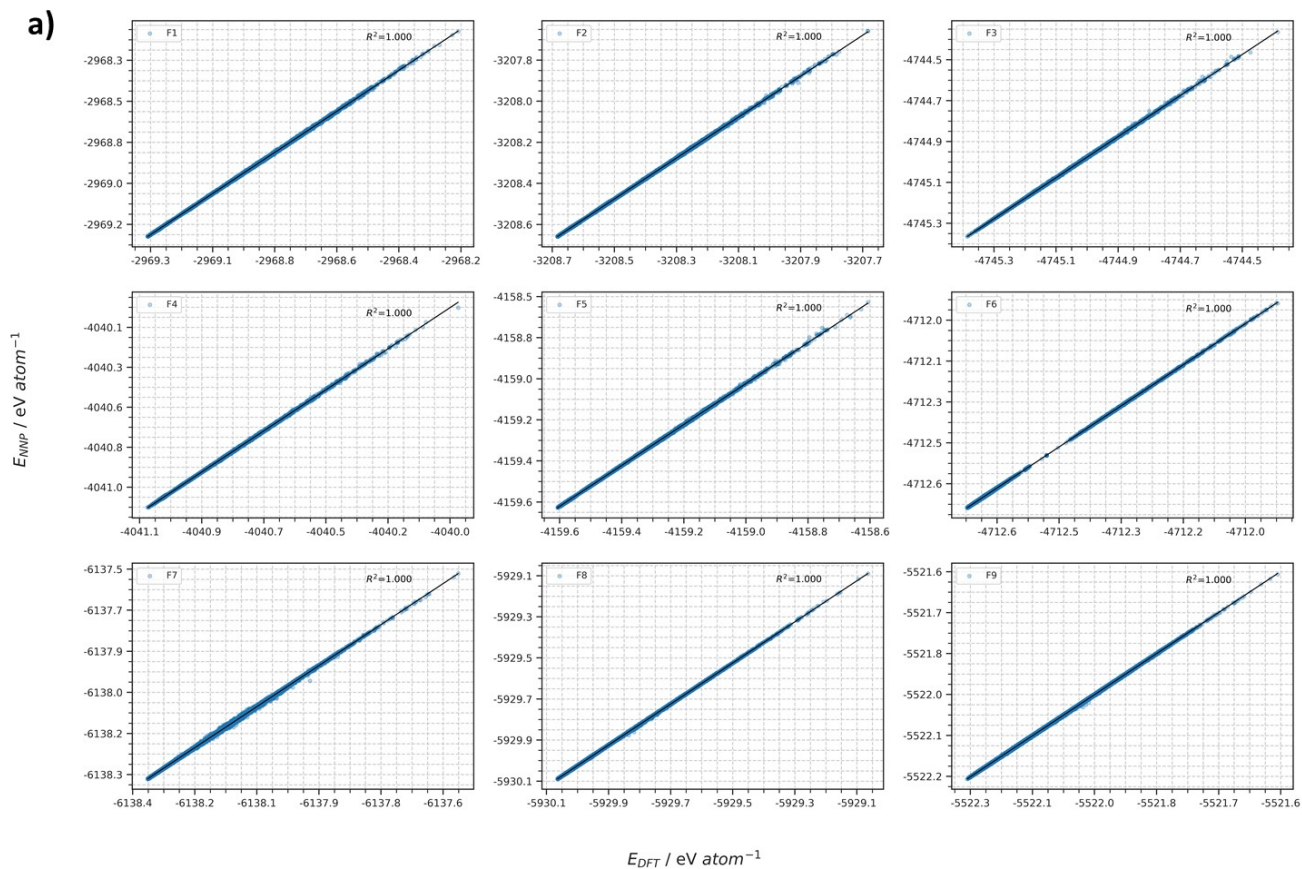 a)
F1
R²=1.000
-2968.3
-2968.5
-2968.8
-2969.0
-2969.2
-2969.3 -2969.1 -2968.8 -2968.6 -2968.4 -2968.2
F2
R²=1.000
-3207.8
-3208.0
-3208.2
-3208.4
-3208.6
-3208.7 -3208.5 -3208.3 -3208.1 -3207.9 -3207.7
F3
R²=1.000
-4744.5
-4744.7
-4744.9
-4745.1
-4745.3
-4745.3 -4745.1 -4744.9 -4744.7 -4744.5
F4
R²=1.000
-4040.1
-4040.3
-4040.6
-4040.8
-4041.0
-4041.1 -4040.9 -4040.7 -4040.5 -4040.2 -4040.0
F5
R²=1.000
-4158.5
-4158.8
-4159.0
-4159.2
-4159.4
-4159.6
-4159.6 -4159.4 -4159.2 -4159.0 -4158.8 -4158.6
F6
R²=1.000
-4712.0
-4712.1
-4712.3
-4712.5
-4712.6
-4712.6 -4712.5 -4712.3 -4712.2 -4712.0
E_NNP / eV atom⁻¹
F7
R²=1.000
-6137.5
-6137.7
-6137.9
-6138.0
-6138.2
-6138.3
-6138.4 -6138.2 -6138.1 -6137.9 -6137.8 -6137.6
F8
R²=1.000
-5929.1
-5929.3
-5929.5
-5929.7
-5929.9
-5930.1
-5930.1 -5929.9 -5929.7 -5929.5 -5929.3 -5929.1
F9
R²=1.000
-5521.6
-5521.7
-5521.8
-5522.0
-5522.1
-5522.2
-5522.3 -5522.1 -5522.0 -5521.8 -5521.7 -5521.6
E_DFT / eV atom⁻¹